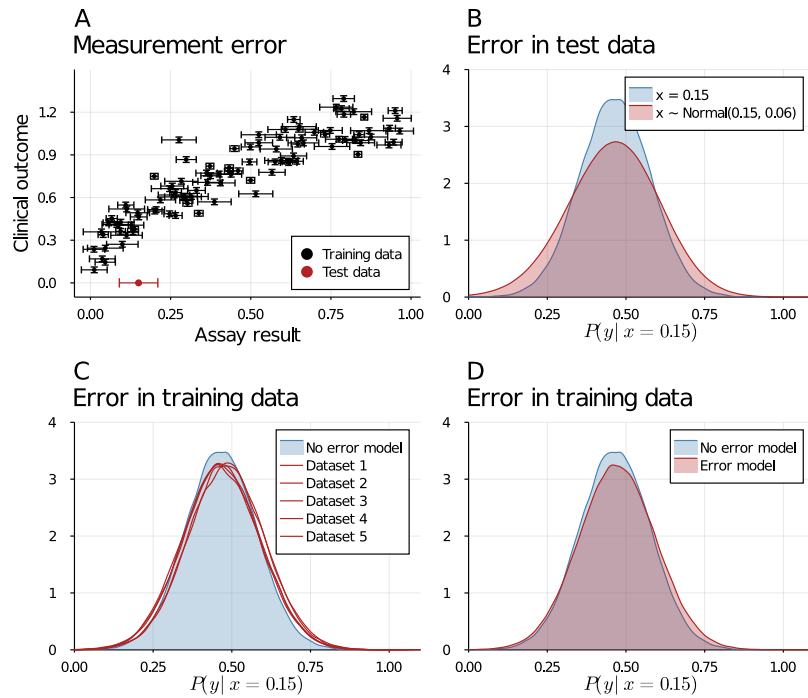 A
Measurement error
1.2
0.9
0.6
0.3
0.0
Clinical outcome
Training data
Test data
0.00 0.25 0.50 0.75 1.00
Assay result
B
Error in test data
4
3
2
1
0
x = 0.15
x ~ Normal(0.15, 0.06)
0.00 0.25 0.50 0.75 1.00
P(y| x = 0.15)
C
Error in training data
4
3
2
1
0
No error model
Dataset 1
Dataset 2
Dataset 3
Dataset 4
Dataset 5
0.00 0.25 0.50 0.75 1.00
P(y| x = 0.15)
D
Error in training data
4
3
2
1
0
No error model
Error model
0.00 0.25 0.50 0.75 1.00
P(y| x = 0.15)